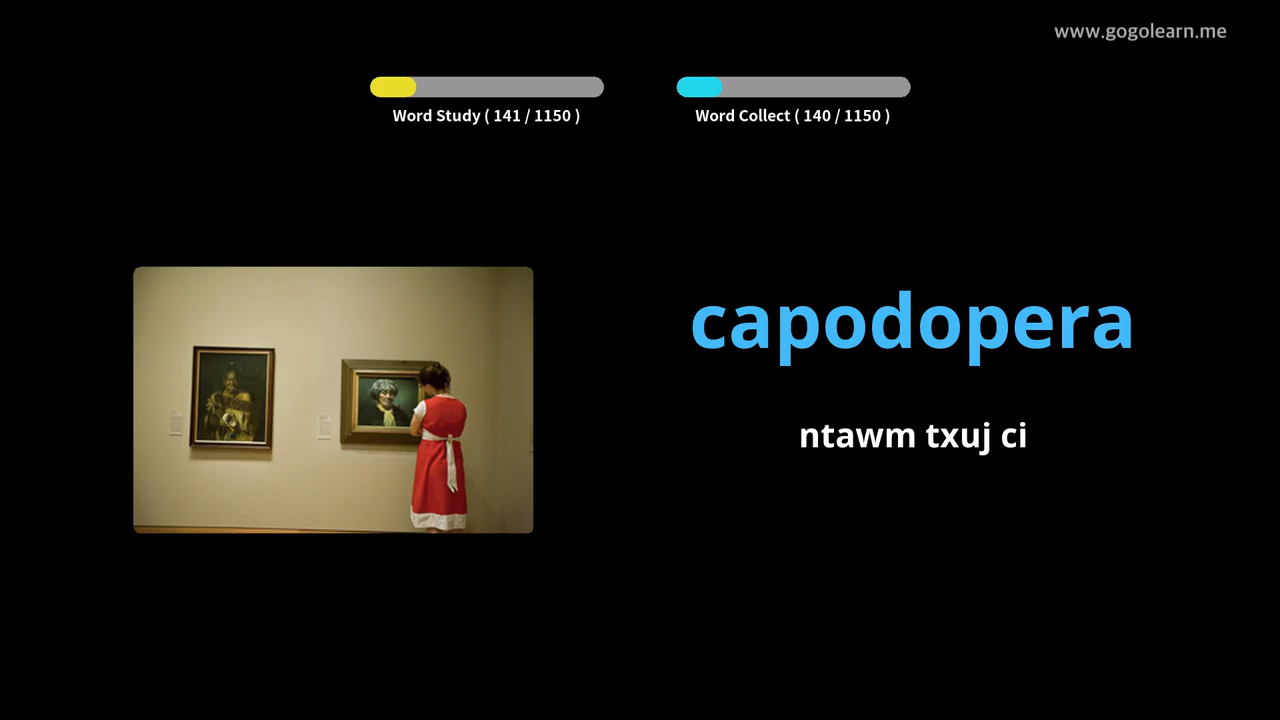 www.gogolearn.me
Word Study ( 141 / 1150 )
Word Collect ( 140 / 1150 )
capodopera
ntawm txuj ci